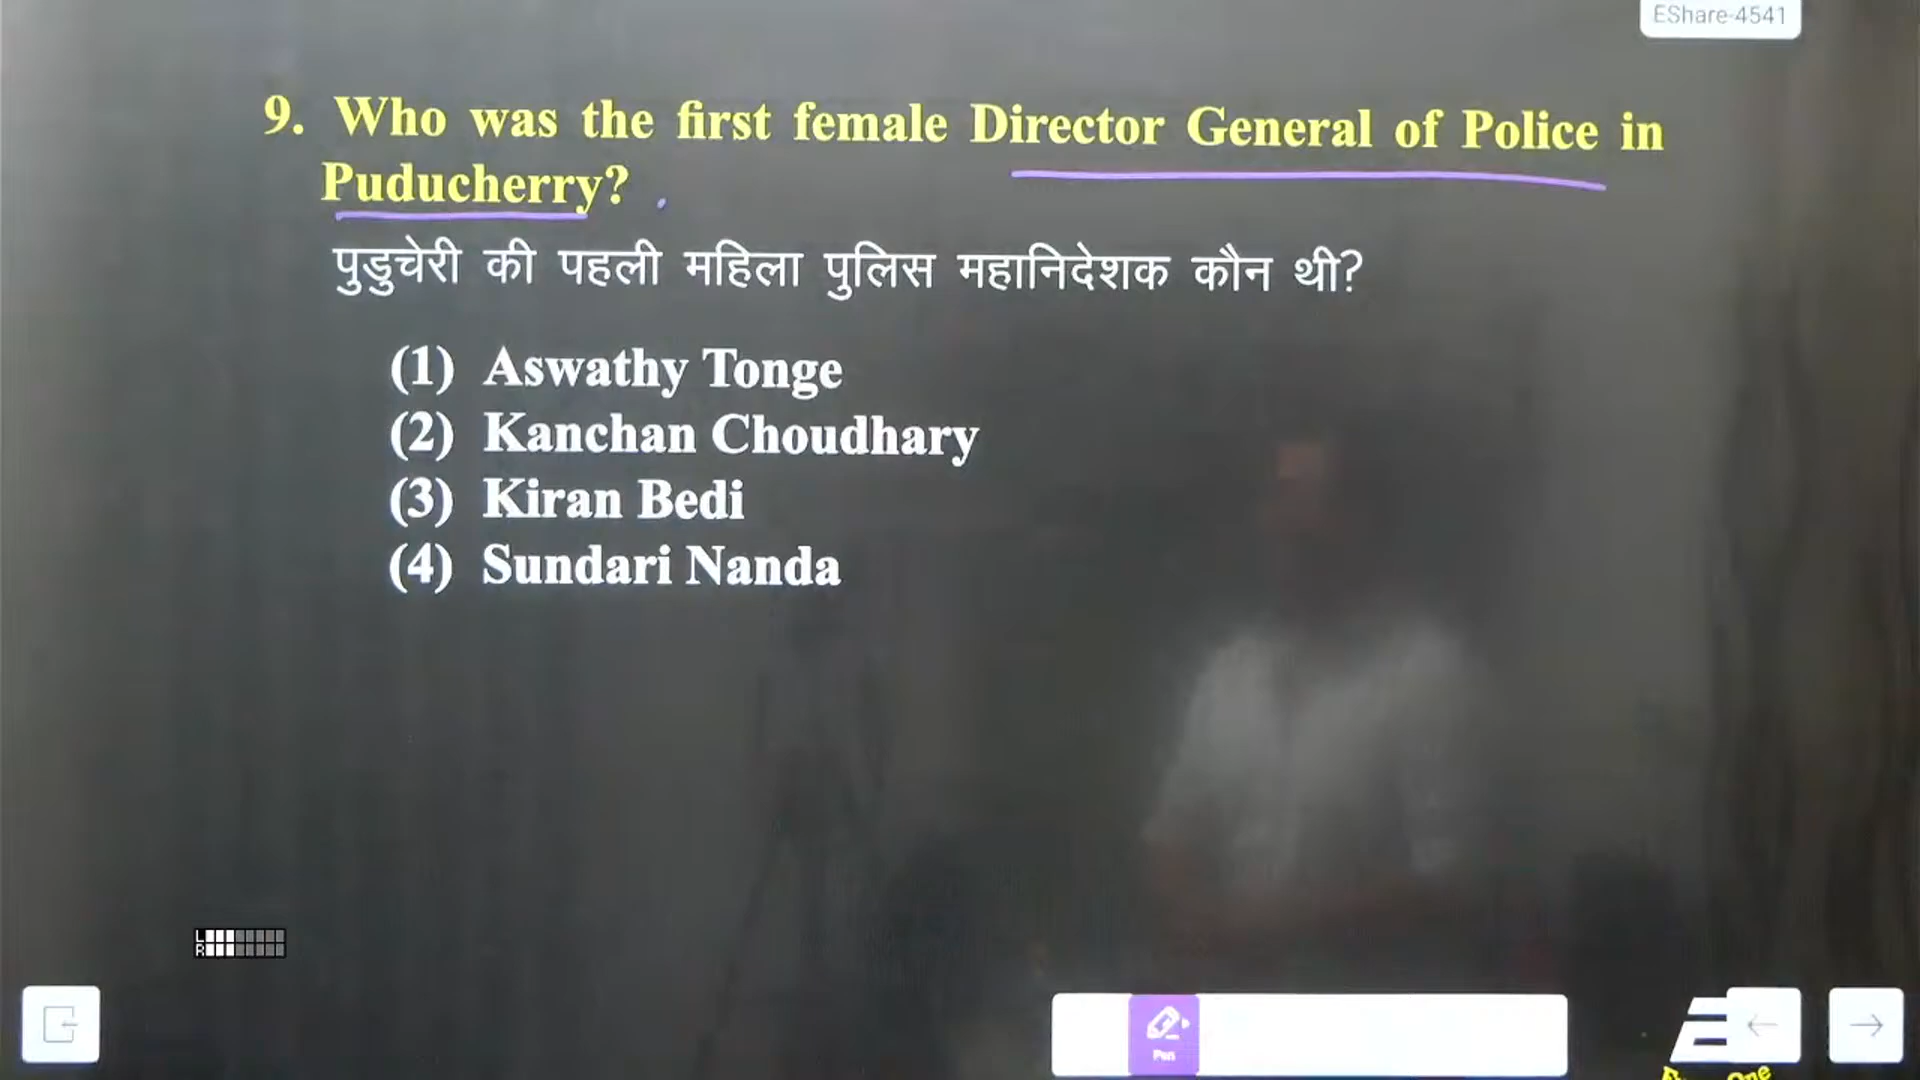 EShare-4541
9. Who was the first female Director General of Police in
Puducherry?
पुडुचेरी की पहली महिला पुलिस महानिदेशक कौन थी?
(1) Aswathy Tonge
(2) Kanchan Choudhary
(3) Kiran Bedi
(4) Sundari Nanda
L
R
Pen